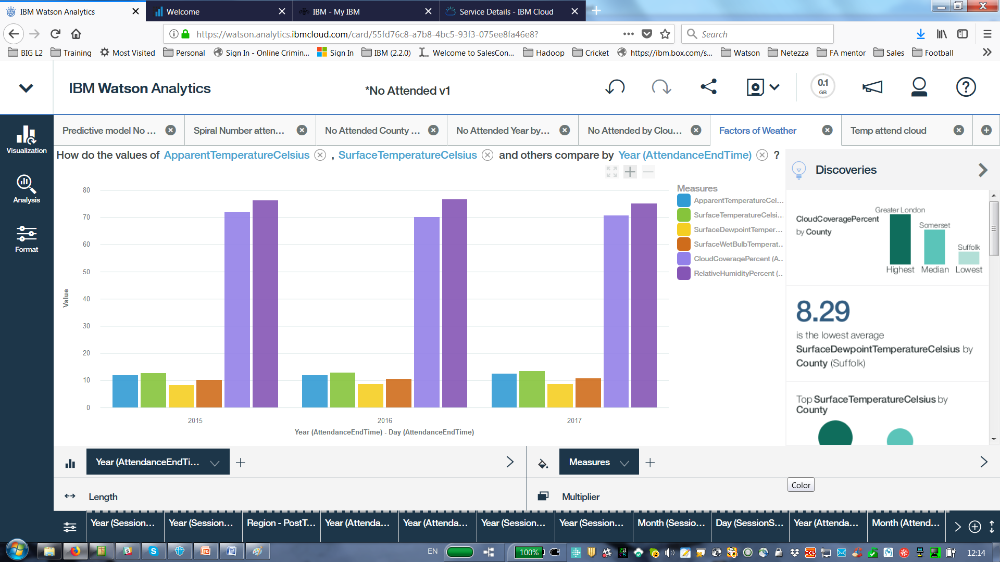 IBM Watson Analytics
Welcome
IBM - My IBM
Service Details - IBM Cloud
https://watson.analytics.ibmcloud.com/card/55fd76c8-a7b8-4bc5-93f3-075ee8fa46e8?
Search
BIG L2
Training
Most Visited
Personal
Sign In - Online Crimin...
Sign In
IBM (2.2.0)
Welcome to SalesCon...
Hadoop
Cricket
https://ibm.box.com/s...
Watson
Netezza
FA mentor
Sales
Football
IBM Watson Analytics
*No Attended v1
0.1
GB
Visualization
Analysis
Format
Predictive model No ...
Spiral Number atten...
No Attended County ...
No Attended Year by...
No Attended by Clou...
Factors of Weather
Temp attend cloud
How do the values of ApparentTemperatureCelsius , SurfaceTemperatureCelsius and others compare by Year (AttendanceEndTime) ?
80
70
60
50
40
30
20
10
0
Value
2015
2016
2017
Year (AttendanceEndTime) - Day (AttendanceEndTime)
Measures
ApparentTemperatureCel...
SurfaceTemperatureCelsi...
SurfaceDewpointTemper...
SurfaceWetBulbTemperat..
CloudCoveragePercent (A..
RelativeHumidityPercent (..
Discoveries
CloudCoveragePercent
by County
Greater London
Somerset
Suffolk
Highest
Median
Lowest
8.29
is the lowest average
SurfaceDewpointTemperatureCelsius by
County (Suffolk)
Top SurfaceTemperatureCelsius by
County
Year (AttendanceEndTi...
Measures
Color
Length
Multiplier
Year (Session...
Year (Session...
Region - PostT...
Year (Attenda...
Year (Attenda...
Year (Session...
Year (Session...
Month (Sessio...
Day (SessionS...
Year (Attenda...
Month (Attend...
EN
100%
12:14